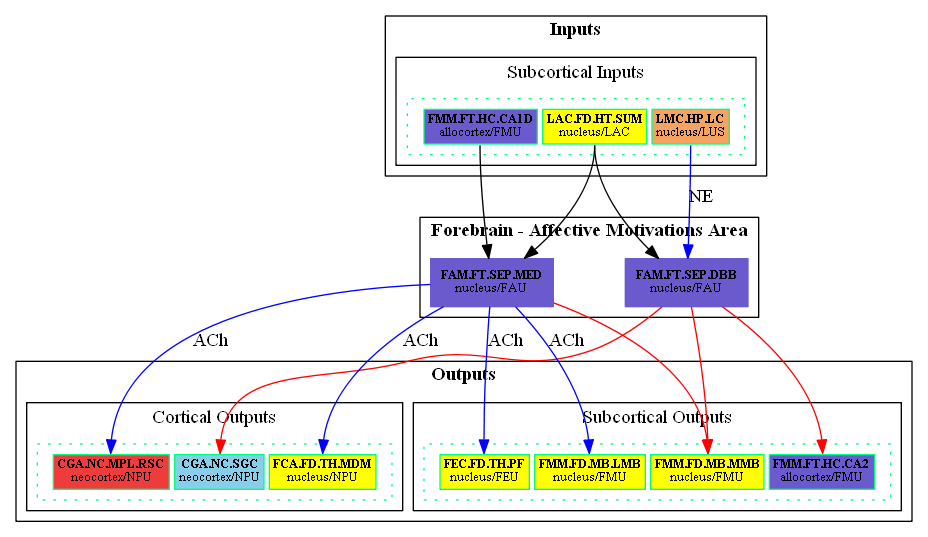 Inputs
Subcortical Inputs
FMM.FT.HC.CA1D
allocortex/FMU
LAC.FD.HT.SUM
nucleus/LAC
LMC.HP.LC
nucleus/LUS
NE
Forebrain - Affective Motivations Area
FAM.FT.SEP.MED
nucleus/FAU
FAM.FT.SEP.DBB
nucleus/FAU
ACh
ACh
ACh
ACh
Outputs
Cortical Outputs
CGA.NC.MPL.RSC
neocortex/NPU
CGA.NC.SGC
neocortex/NPU
FCA.FD.TH.MDM
nucleus/NPU
Subcortical Outputs
FEC.FD.TH.PF
nucleus/FEU
FMM.FD.MB.LMB
nucleus/FMU
FMM.FD.MB.MMB
nucleus/FMU
FMM.FT.HC.CA2
allocortex/FMU